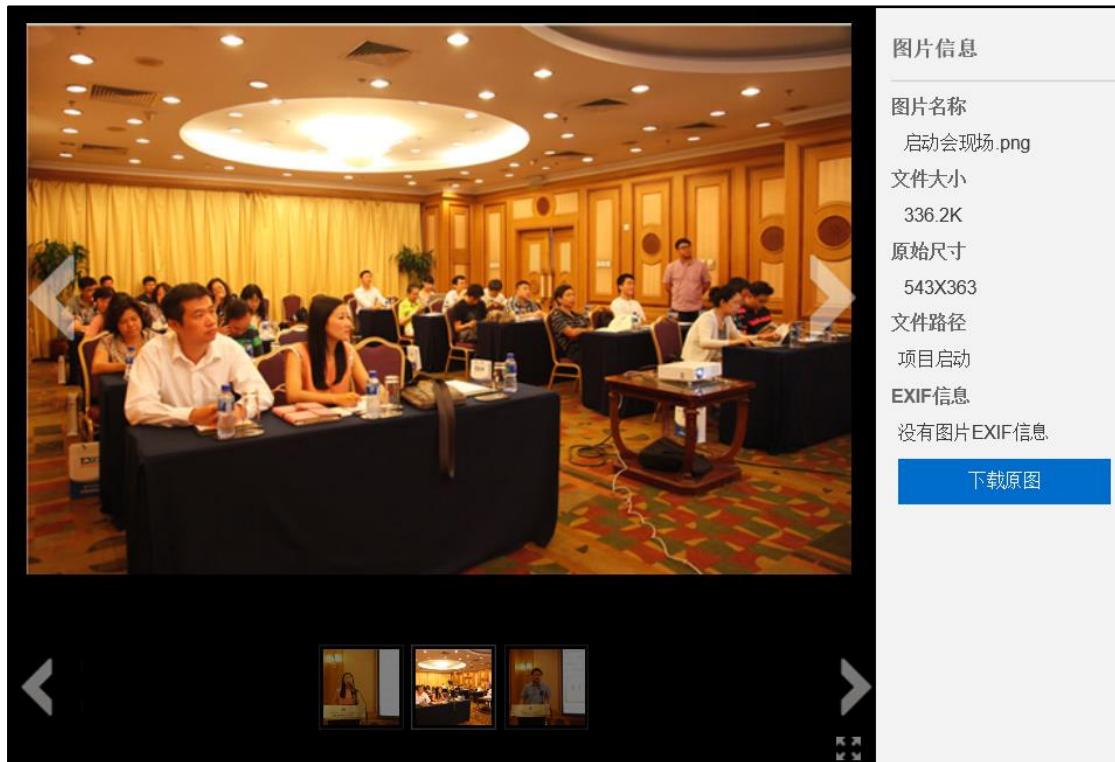 图片信息
图片名称
启动会现场.png
文件大小
336.2K
原始尺寸
543X363
文件路径
项目启动
EXIF信息
没有图片EXIF信息
下载原图